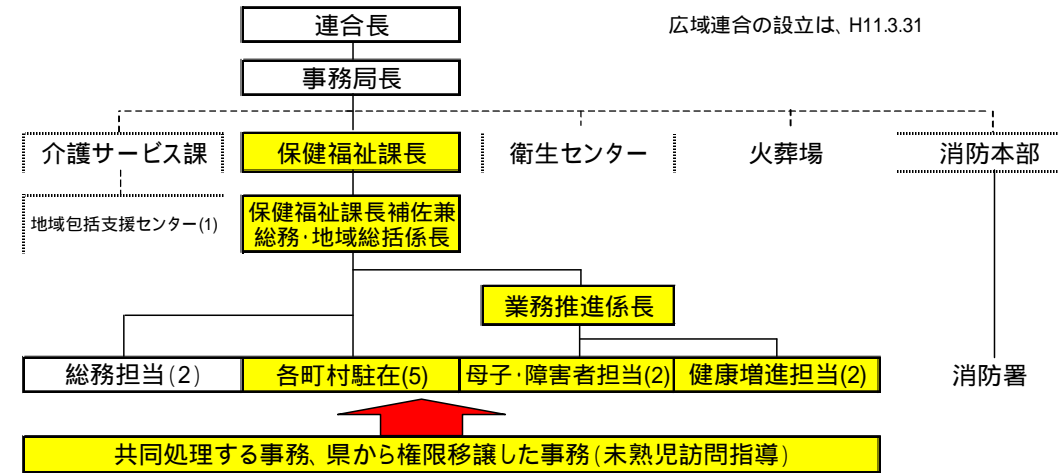 連合長
広域連合の設立は、H11.3.31
事務局長
介護サービス課
保健福祉課長
衛生センター
火葬場
消防本部
地域包括支援センター(1)
保健福祉課長補佐兼
総務・地域総括係長
業務推進係長
総務担当(2)
各町村駐在(5)
母子・障害者担当(2)
健康増進担当(2)
消防署
共同処理する事務、県から権限移譲した事務(未熟児訪問指導)